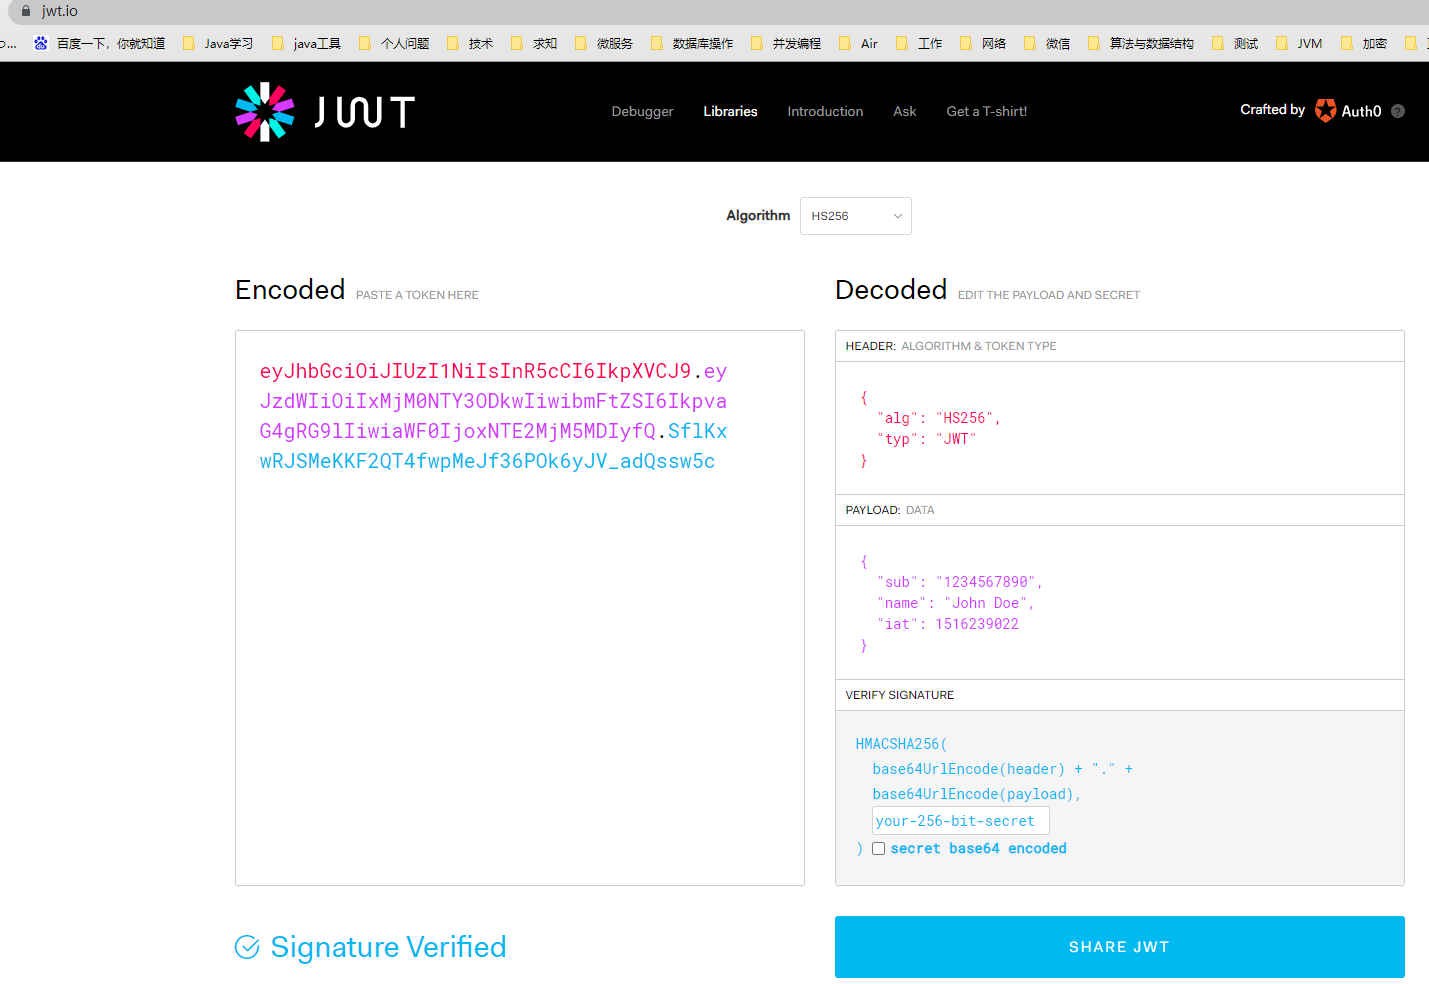 jwt.io
百度一下，你就知道 Java学习 java工具 个人问题 技术 求知 微服务 数据库操作 并发编程 Air 工作 网络 微信 算法与数据结构 测试 JVM 加密
JWT Debugger Libraries Introduction Ask Get a T-shirt! Crafted by Auth0 ?
Algorithm HS256
Encoded PASTE A TOKEN HERE
eyJhbGciOiJIUzI1NiIsInR5cCI6IkpXVCJ9.ey
JzdWIiOiIxMjM0NTY3ODkwIiwibmFtZSI6Ikpva
G4gRG9lIiwiaWF0IjoxNTE2MjM5MDIyfQ.SflKx
wRJSMeKKF2QT4fwpMeJf36POk6yJV_adQssw5c
Signature Verified
Decoded EDIT THE PAYLOAD AND SECRET
HEADER: ALGORITHM & TOKEN TYPE
{
"alg": "HS256",
"typ": "JWT"
}
PAYLOAD: DATA
{
"sub": "1234567890",
"name": "John Doe",
"iat": 1516239022
}
VERIFY SIGNATURE
HMACSHA256(
base64UrlEncode(header) + "." +
base64UrlEncode(payload),
your-256-bit-secret
) secret base64 encoded
SHARE JWT